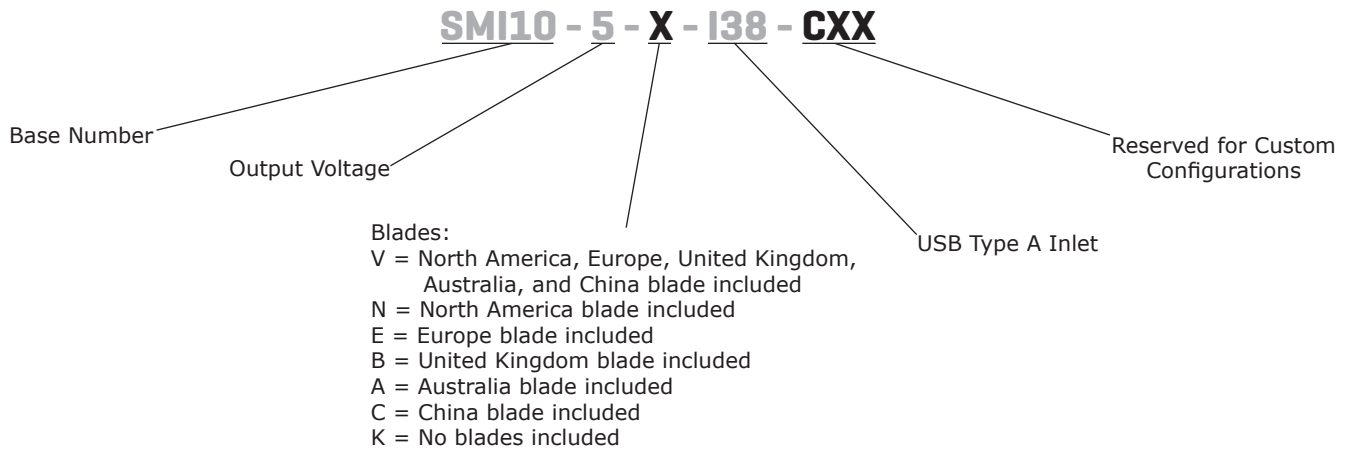 SMI10 - 5 - X - I38 - CXX
Base Number
Output Voltage
Reserved for Custom
Configurations
Blades:
V = North America, Europe, United Kingdom,
Australia, and China blade included
N = North America blade included
E = Europe blade included
B = United Kingdom blade included
A = Australia blade included
C = China blade included
K = No blades included
USB Type A Inlet